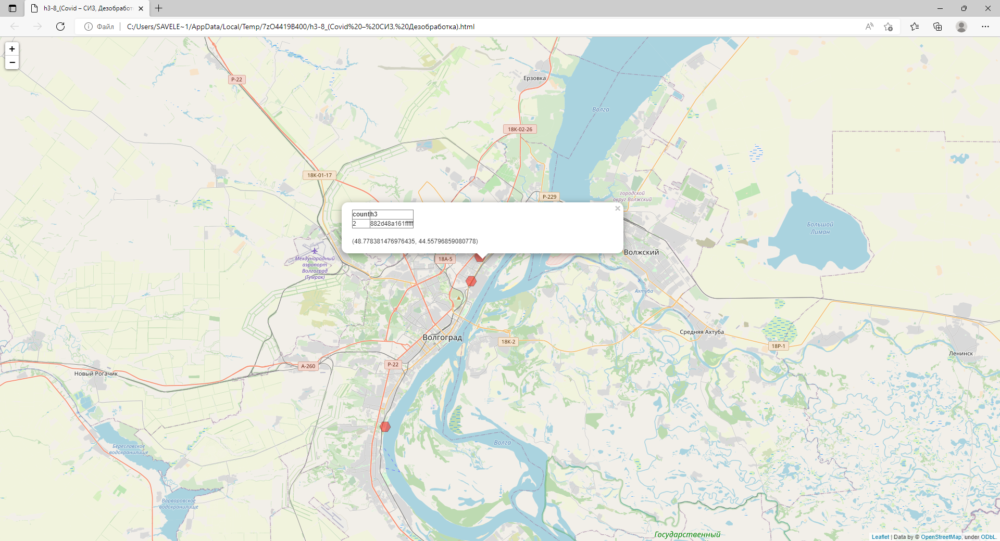 h3-8_(Covid – СИЗ, Дезобработ
Файл
C:/Users/SAVELE~1/AppData/Local/Temp/7zO4419B400/h3-8_(Covid%20–%20СИЗ,%20Дезобработка).html
+
−
Р-22
Ерзовка
Волга
18К-02-26
18К-01-17
Р-229
городской
округ Волжский
count h3
2 882d48a161fffff
(48.778381476976435, 44.55796859080778)
×
Большой
Лиман
Волжский
Международный
аэропорт
Волгоград
(Гумрак)
18А-5
Ахтуба
Волгоград
18К-2
Средняя Ахтуба
18Р-1
Ленинск
Р-22
А-260
Новый Рогачик
Волга
Береславское
водохранилище
Варваровское
водохранилище
Государственный
Leaflet | Data by © OpenStreetMap, under ODbL.